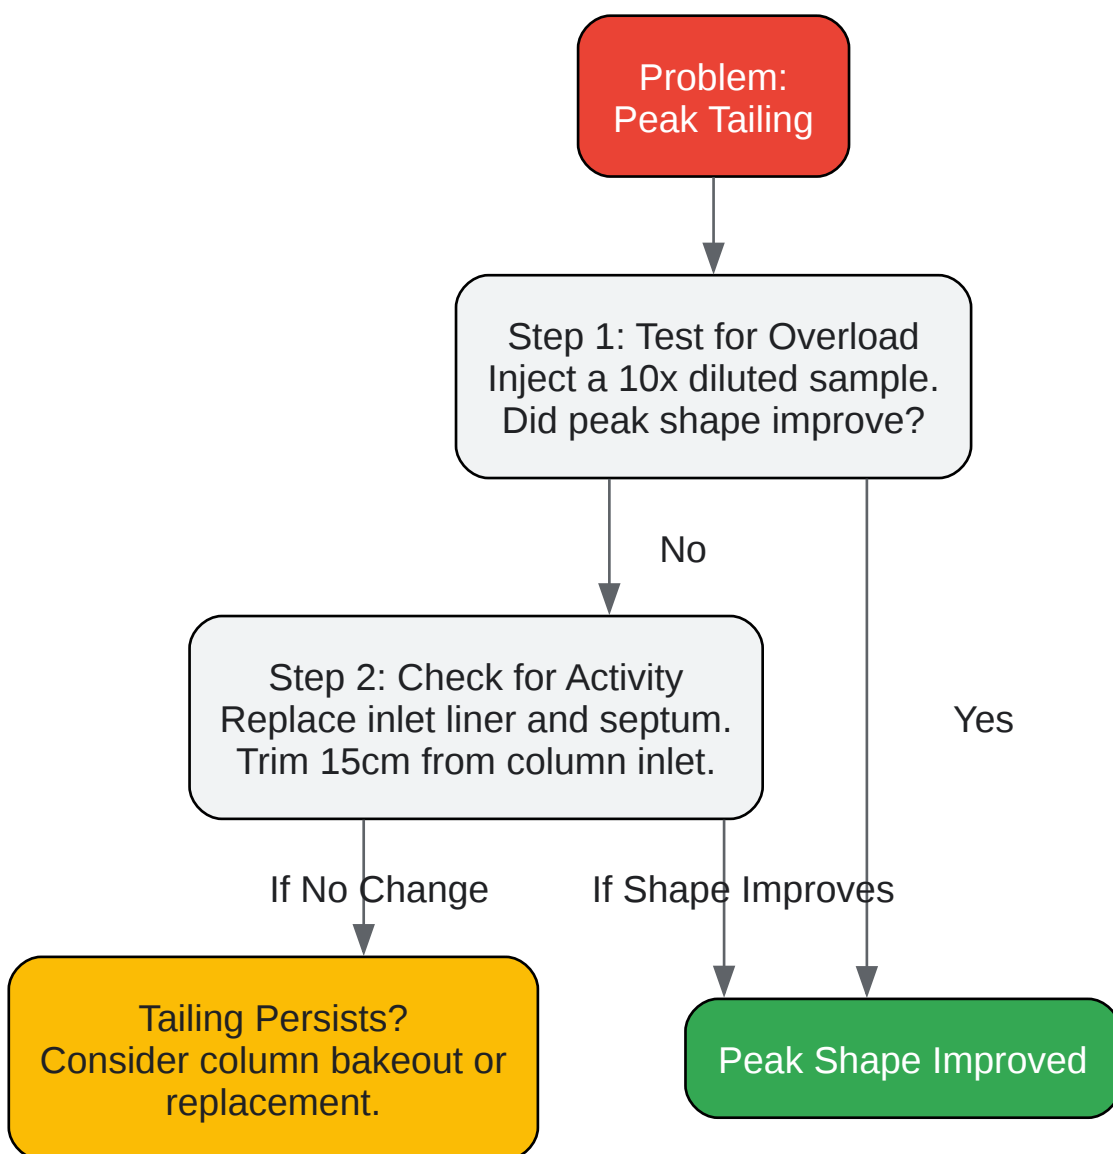 Problem:
Peak Tailing
Step 1: Test for Overload
Inject a 10x diluted sample.
Did peak shape improve?
No
Step 2: Check for Activity
Replace inlet liner and septum.
Trim 15cm from column inlet.
Yes
If No Change
If Shape Improves
Tailing Persists?
Consider column bakeout or
replacement.
Peak Shape Improved